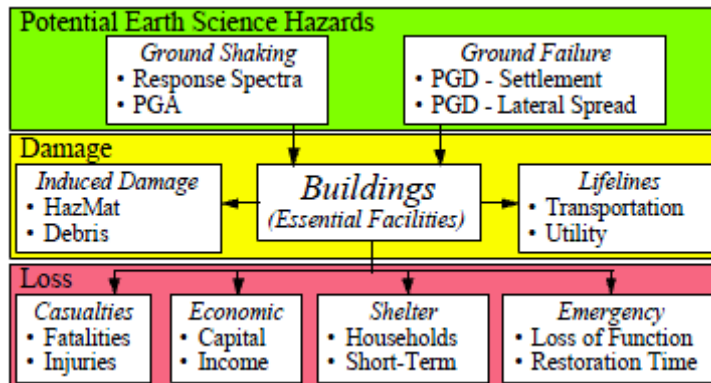 Potential Earth Science Hazards
Ground Shaking
• Response Spectra
• PGA
Ground Failure
• PGD - Settlement
• PGD - Lateral Spread
Damage
Induced Damage
• HazMat
• Debris
Buildings
(Essential Facilities)
Lifelines
• Transportation
• Utility
Loss
Casualties
• Fatalities
• Injuries
Economic
• Capital
• Income
Shelter
• Households
• Short-Term
Emergency
• Loss of Function
• Restoration Time